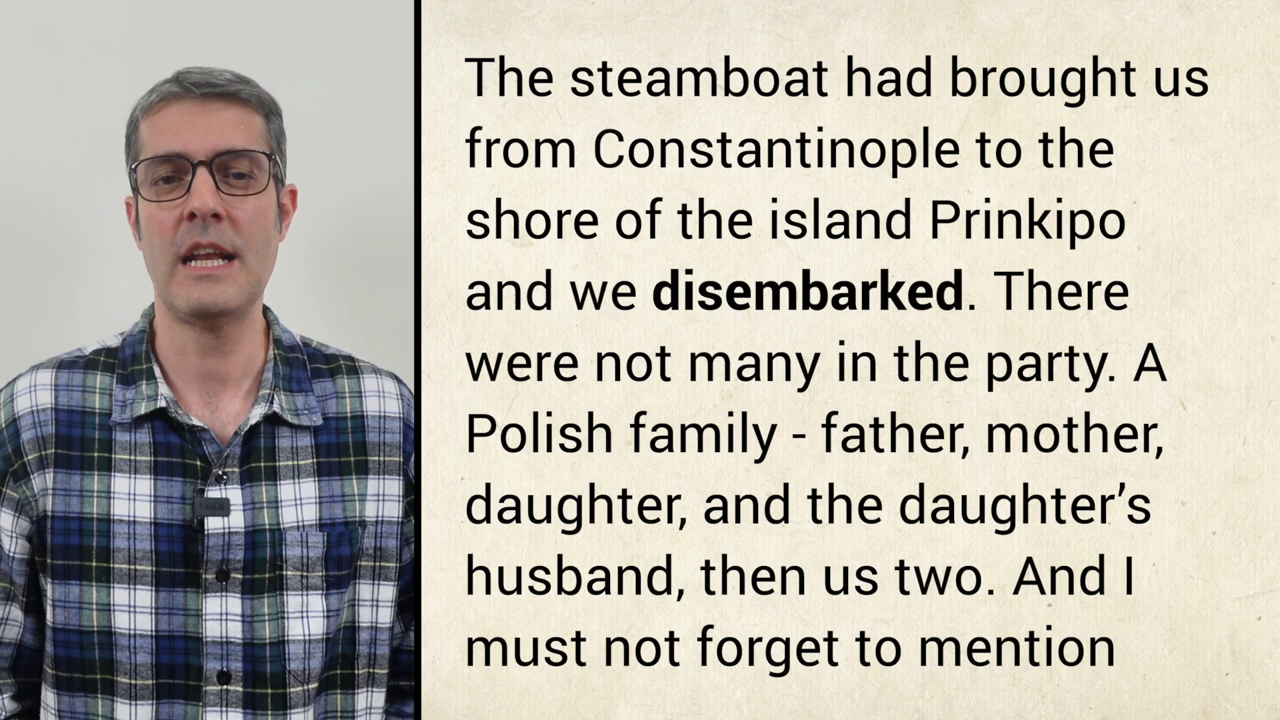 The steamboat had brought us
from Constantinople to the
shore of the island Prinkipo
and we disembarked. There
were not many in the party. A
Polish family - father, mother,
daughter, and the daughter’s
husband, then us two. And I
must not forget to mention